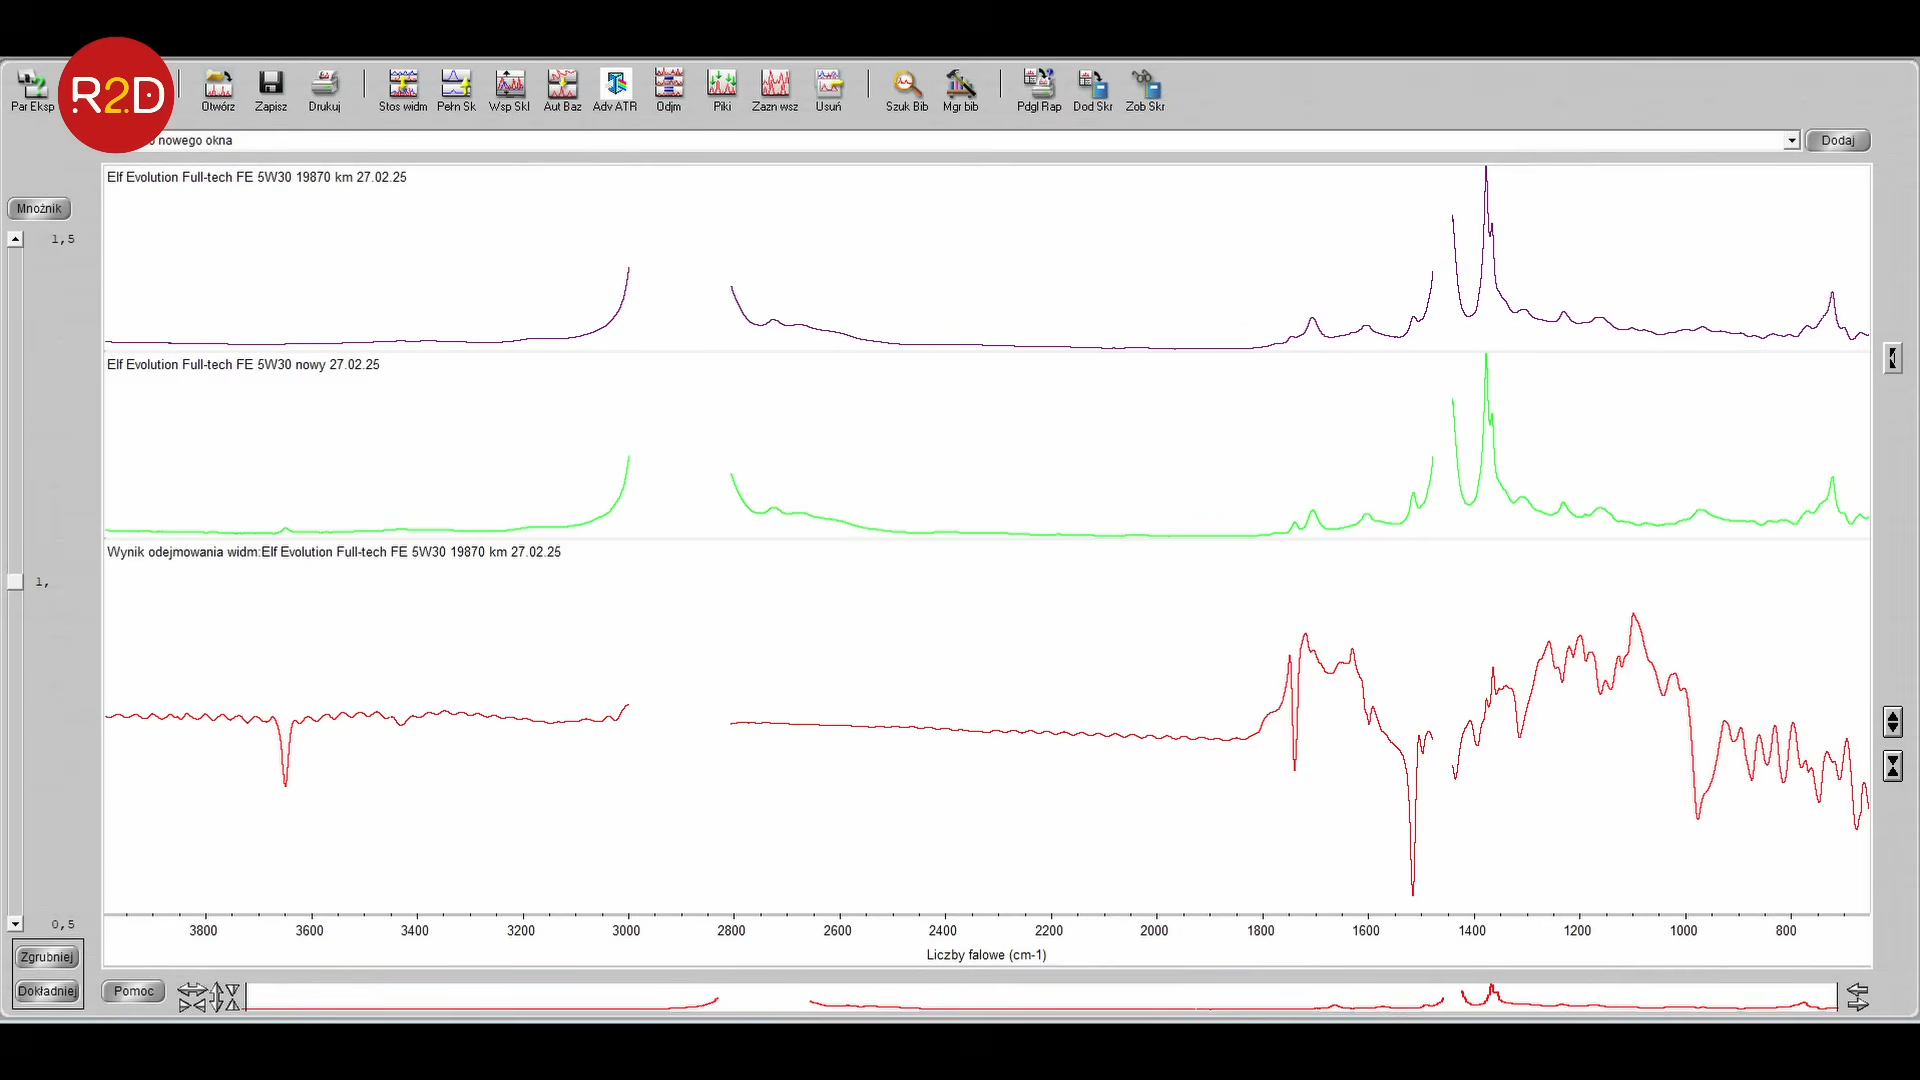 R2D
Par Eksp
Otwórz
Zapisz
Drukuj
Stos widm
Pełn Sk
Wsp Skl
Aut Baz
Adv ATR
Odjm
Piki
Zazn wsz
Usuń
Szuk Bib
Mgr bib
Pdgl Rap
Dod Skr
Zob Skr
nowego okna
Dodaj
Elf Evolution Full-tech FE 5W30 19870 km 27.02.25
Mnożnik
1,5
Elf Evolution Full-tech FE 5W30 nowy 27.02.25
Wynik odejmowania widm:Elf Evolution Full-tech FE 5W30 19870 km 27.02.25
1,
0,5
3800 3600 3400 3200 3000 2800 2600 2400 2200 2000 1800 1600 1400 1200 1000 800
Liczby falowe (cm-1)
Zgrubniej
Dokładniej
Pomoc